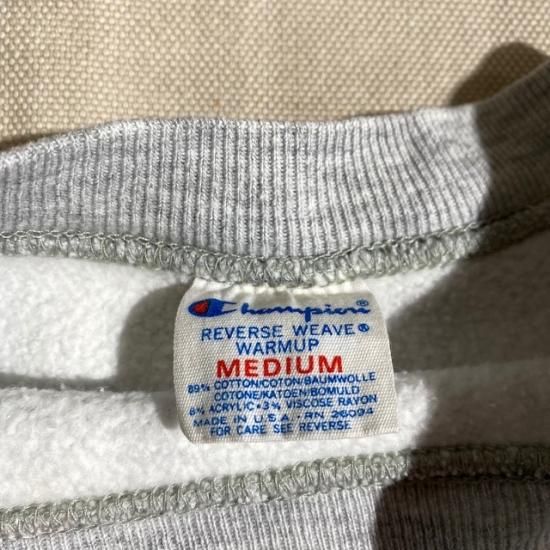 Champion®
REVERSE WEAVE®
WARMUP
MEDIUM
89% COTTON/COTON/BAUMWOLLE
COTONE/KATOEN/BOMULD
8% ACRYLIC • 3% VISCOSE RAYON
MADE IN U.S.A. - RN 26094
FOR CARE SEE REVERSE